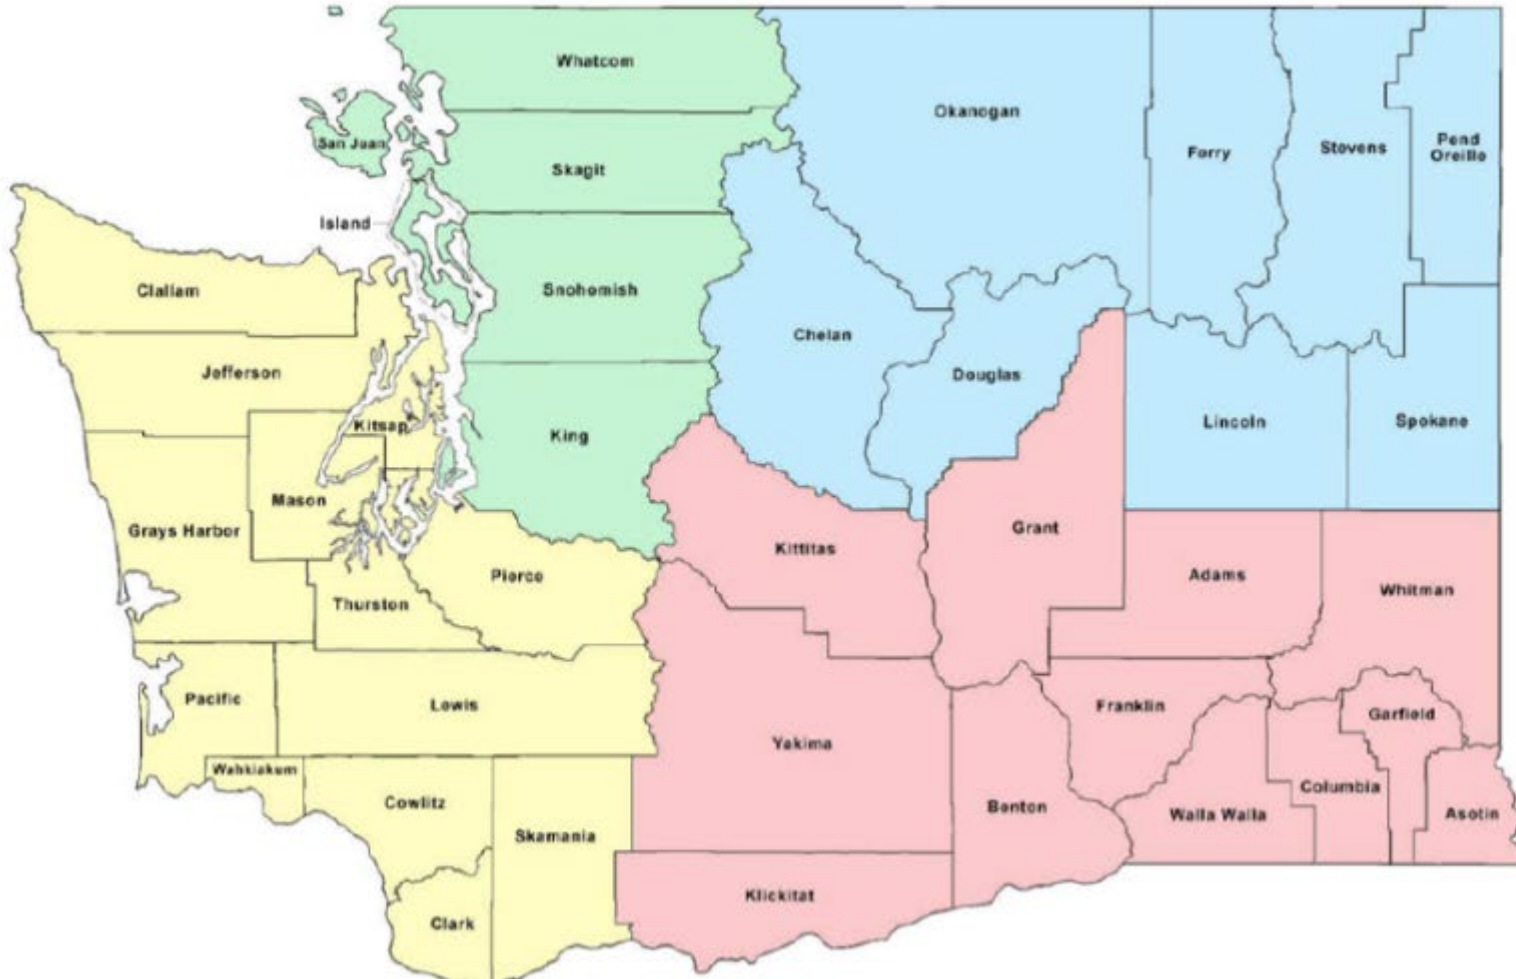 Whatcom
Okanogan
San Juan
Skagit
Ferry
Stevens
Pend
Oreille
Island
Clallam
Snohomish
Chelan
Jefferson
Douglas
Kitsap
King
Lincoln
Spokane
Mason
Grays Harbor
Grant
Kittitas
Pierce
Adams
Whitman
Thurston
Pacific
Lewis
Franklin
Garfield
Yakima
Wahkiakum
Cowlitz
Skamania
Benton
Walla Walla
Columbia
Asotin
Klickitat
Clark